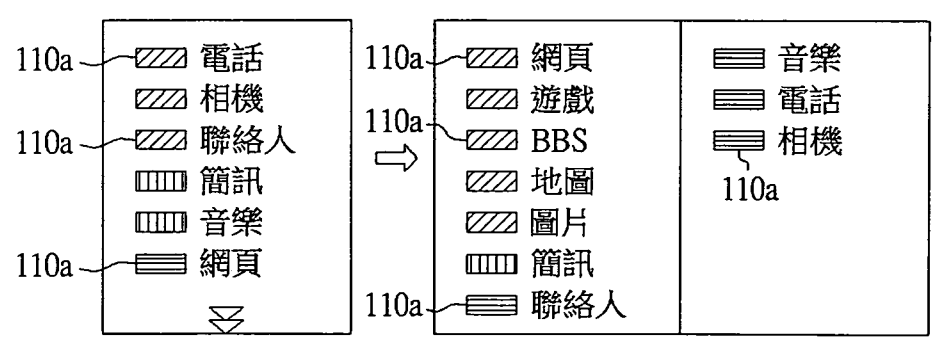 110a 電話
相機
110a 聯絡人
簡訊
音樂
110a 網頁
110a 網頁
遊戲
110a BBS
地圖
圖片
簡訊
110a 聯絡人
音樂
電話
相機
110a